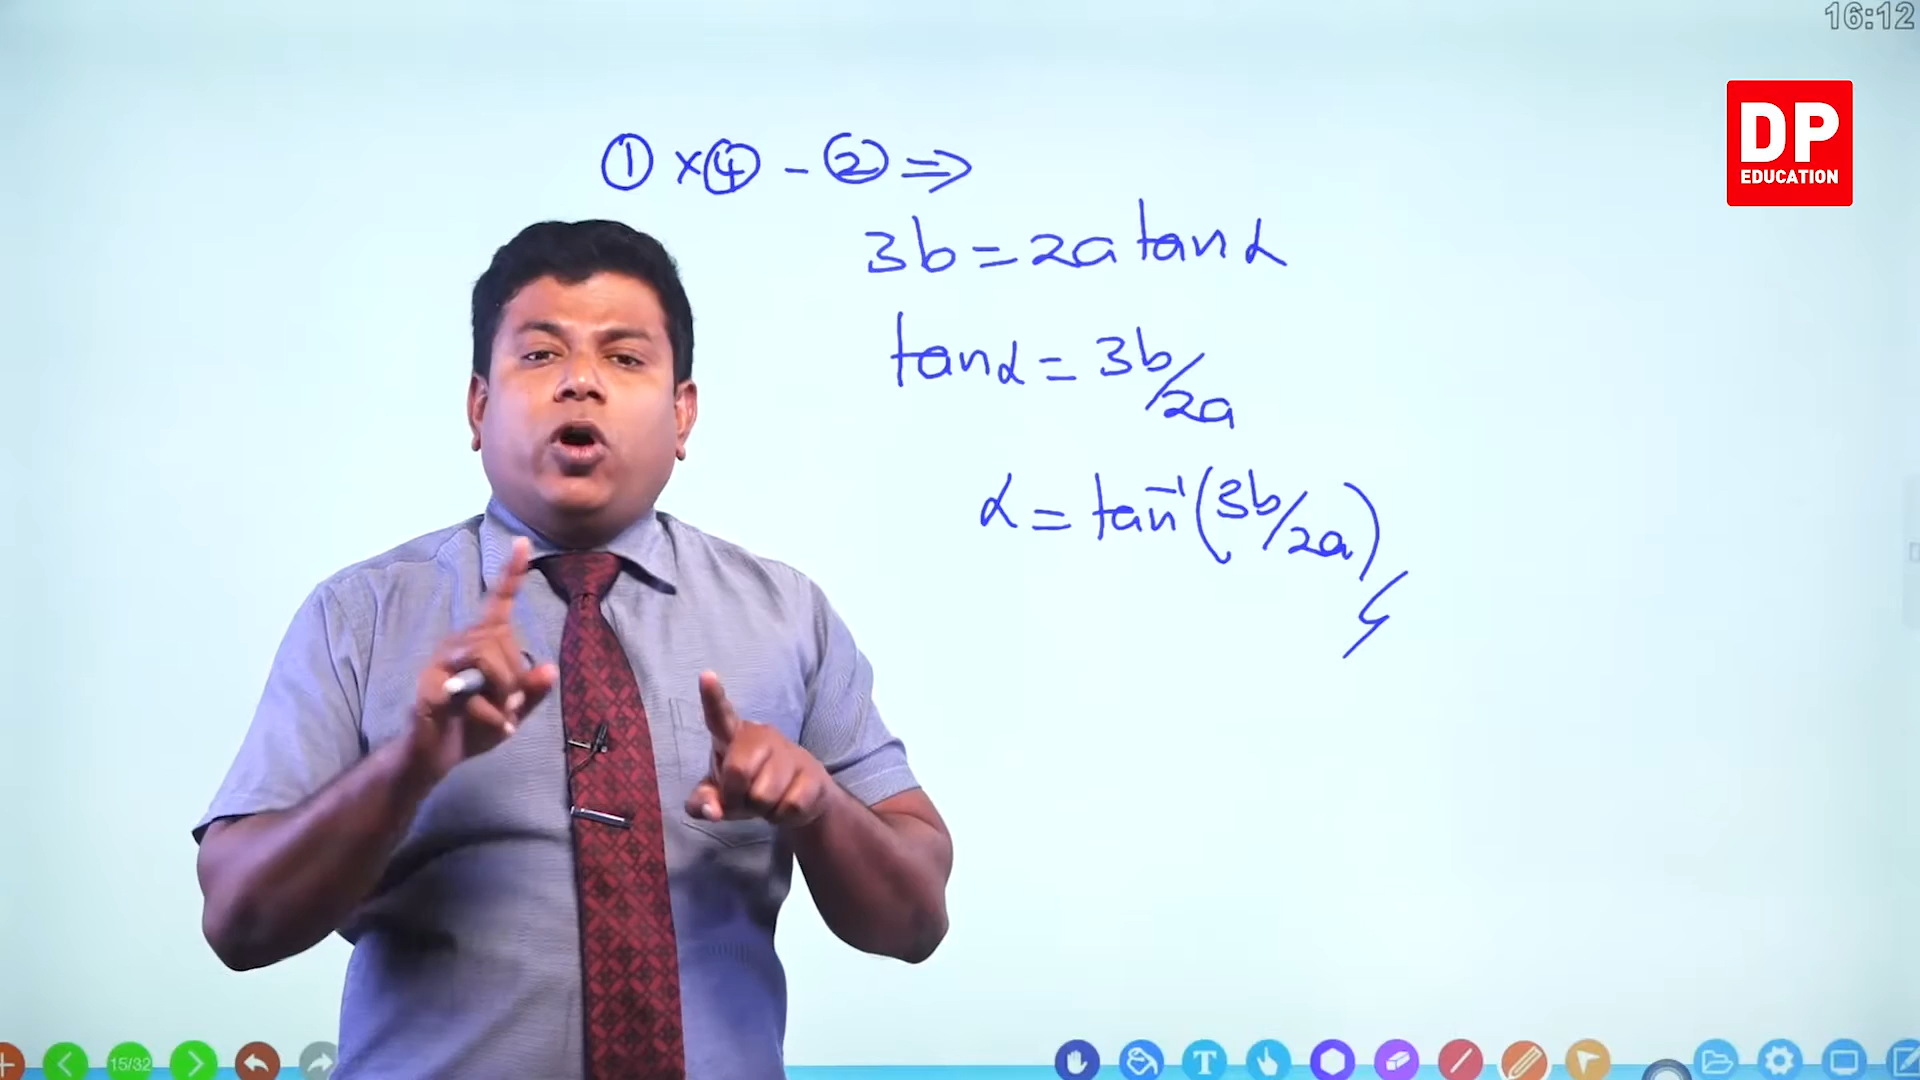 16:12
DP
EDUCATION
① × ④ - ② ⇒
3b = 2a tan α
tan α = 3b/2a
α = tan⁻¹(3b/2a)
15/32
T